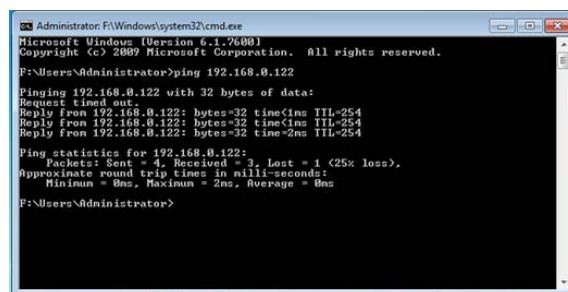 Administrator: F:\Windows\system32\cmd.exe
Microsoft Windows [Version 6.1.7600]
Copyright (c) 2009 Microsoft Corporation.  All rights reserved.
F:\Users\Administrator>ping 192.168.0.122
Pinging 192.168.0.122 with 32 bytes of data:
Request timed out.
Reply from 192.168.0.122: bytes=32 time<1ms TTL=254
Reply from 192.168.0.122: bytes=32 time<1ms TTL=254
Reply from 192.168.0.122: bytes=32 time=2ms TTL=254
Ping statistics for 192.168.0.122:
    Packets: Sent = 4, Received = 3, Lost = 1 (25% loss),
Approximate round trip times in milli-seconds:
    Minimum = 0ms, Maximum = 2ms, Average = 0ms
F:\Users\Administrator>